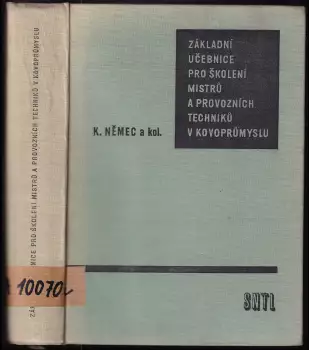 ZÁKLADNÍ
UČEBNICE
PRO ŠKOLENÍ
MISTRŮ
A PROVOZNÍCH
TECHNIKŮ
V KOVOPRŮMYSLU
K. NĚMEC a kol.
SNTL
UČEBNICE PRO ŠKOLENÍ MISTRŮ A PROVOZNÍCH TECHNIKŮ V KOVOPRŮMYSLU
10070